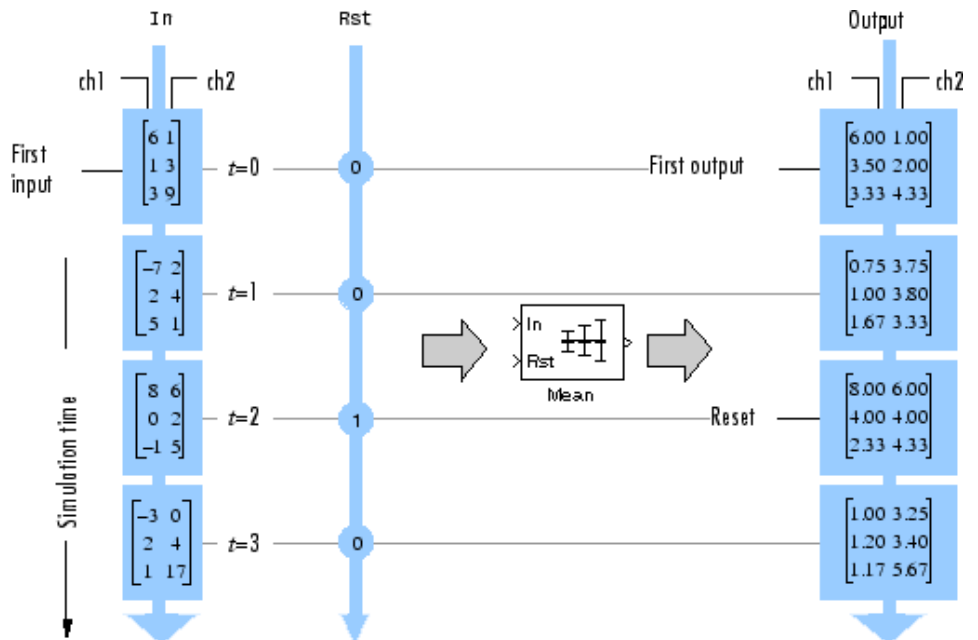 In Rst Output
ch1 ch2 ch1 ch2
First input
6 1
1 3
3 9
t=0 0 First output
6.00 1.00
3.50 2.00
3.33 4.33
-7 2
2 4
5 1
t=1 0
0.75 3.75
1.00 3.80
1.67 3.33
In
Rst
Mean
Simulation time
8 6
0 2
-1 5
t=2 1 Reset
8.00 6.00
4.00 4.00
2.33 4.33
-3 0
2 4
1 17
t=3 0
1.00 3.25
1.20 3.40
1.17 5.67